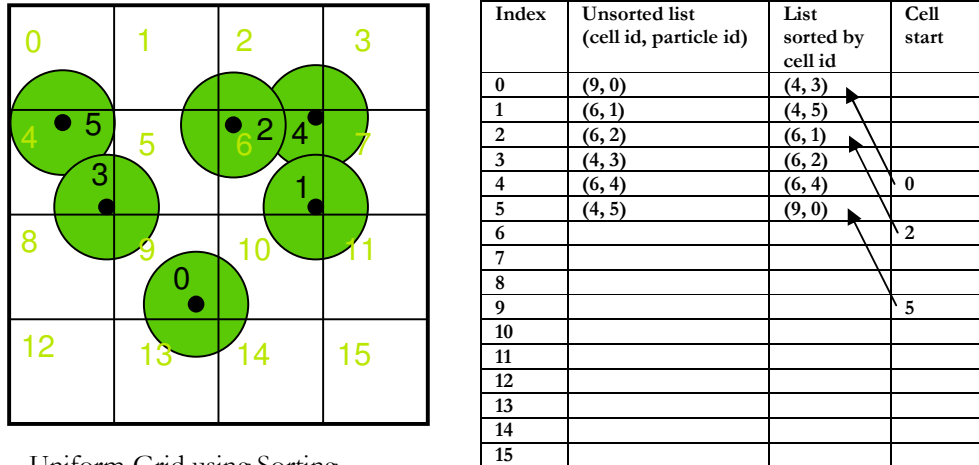 0 1 2 3
5 2 4
4 5 6 7
3 1
8 9 10 11
0
12 13 14 15
Uniform Grid using Sorting
Index Unsorted list (cell id, particle id) List sorted by cell id Cell start
0 (9, 0) (4, 3)
1 (6, 1) (4, 5)
2 (6, 2) (6, 1)
3 (4, 3) (6, 2)
4 (6, 4) (6, 4) 0
5 (4, 5) (9, 0)
6 2
7
8
9 5
10
11
12
13
14
15